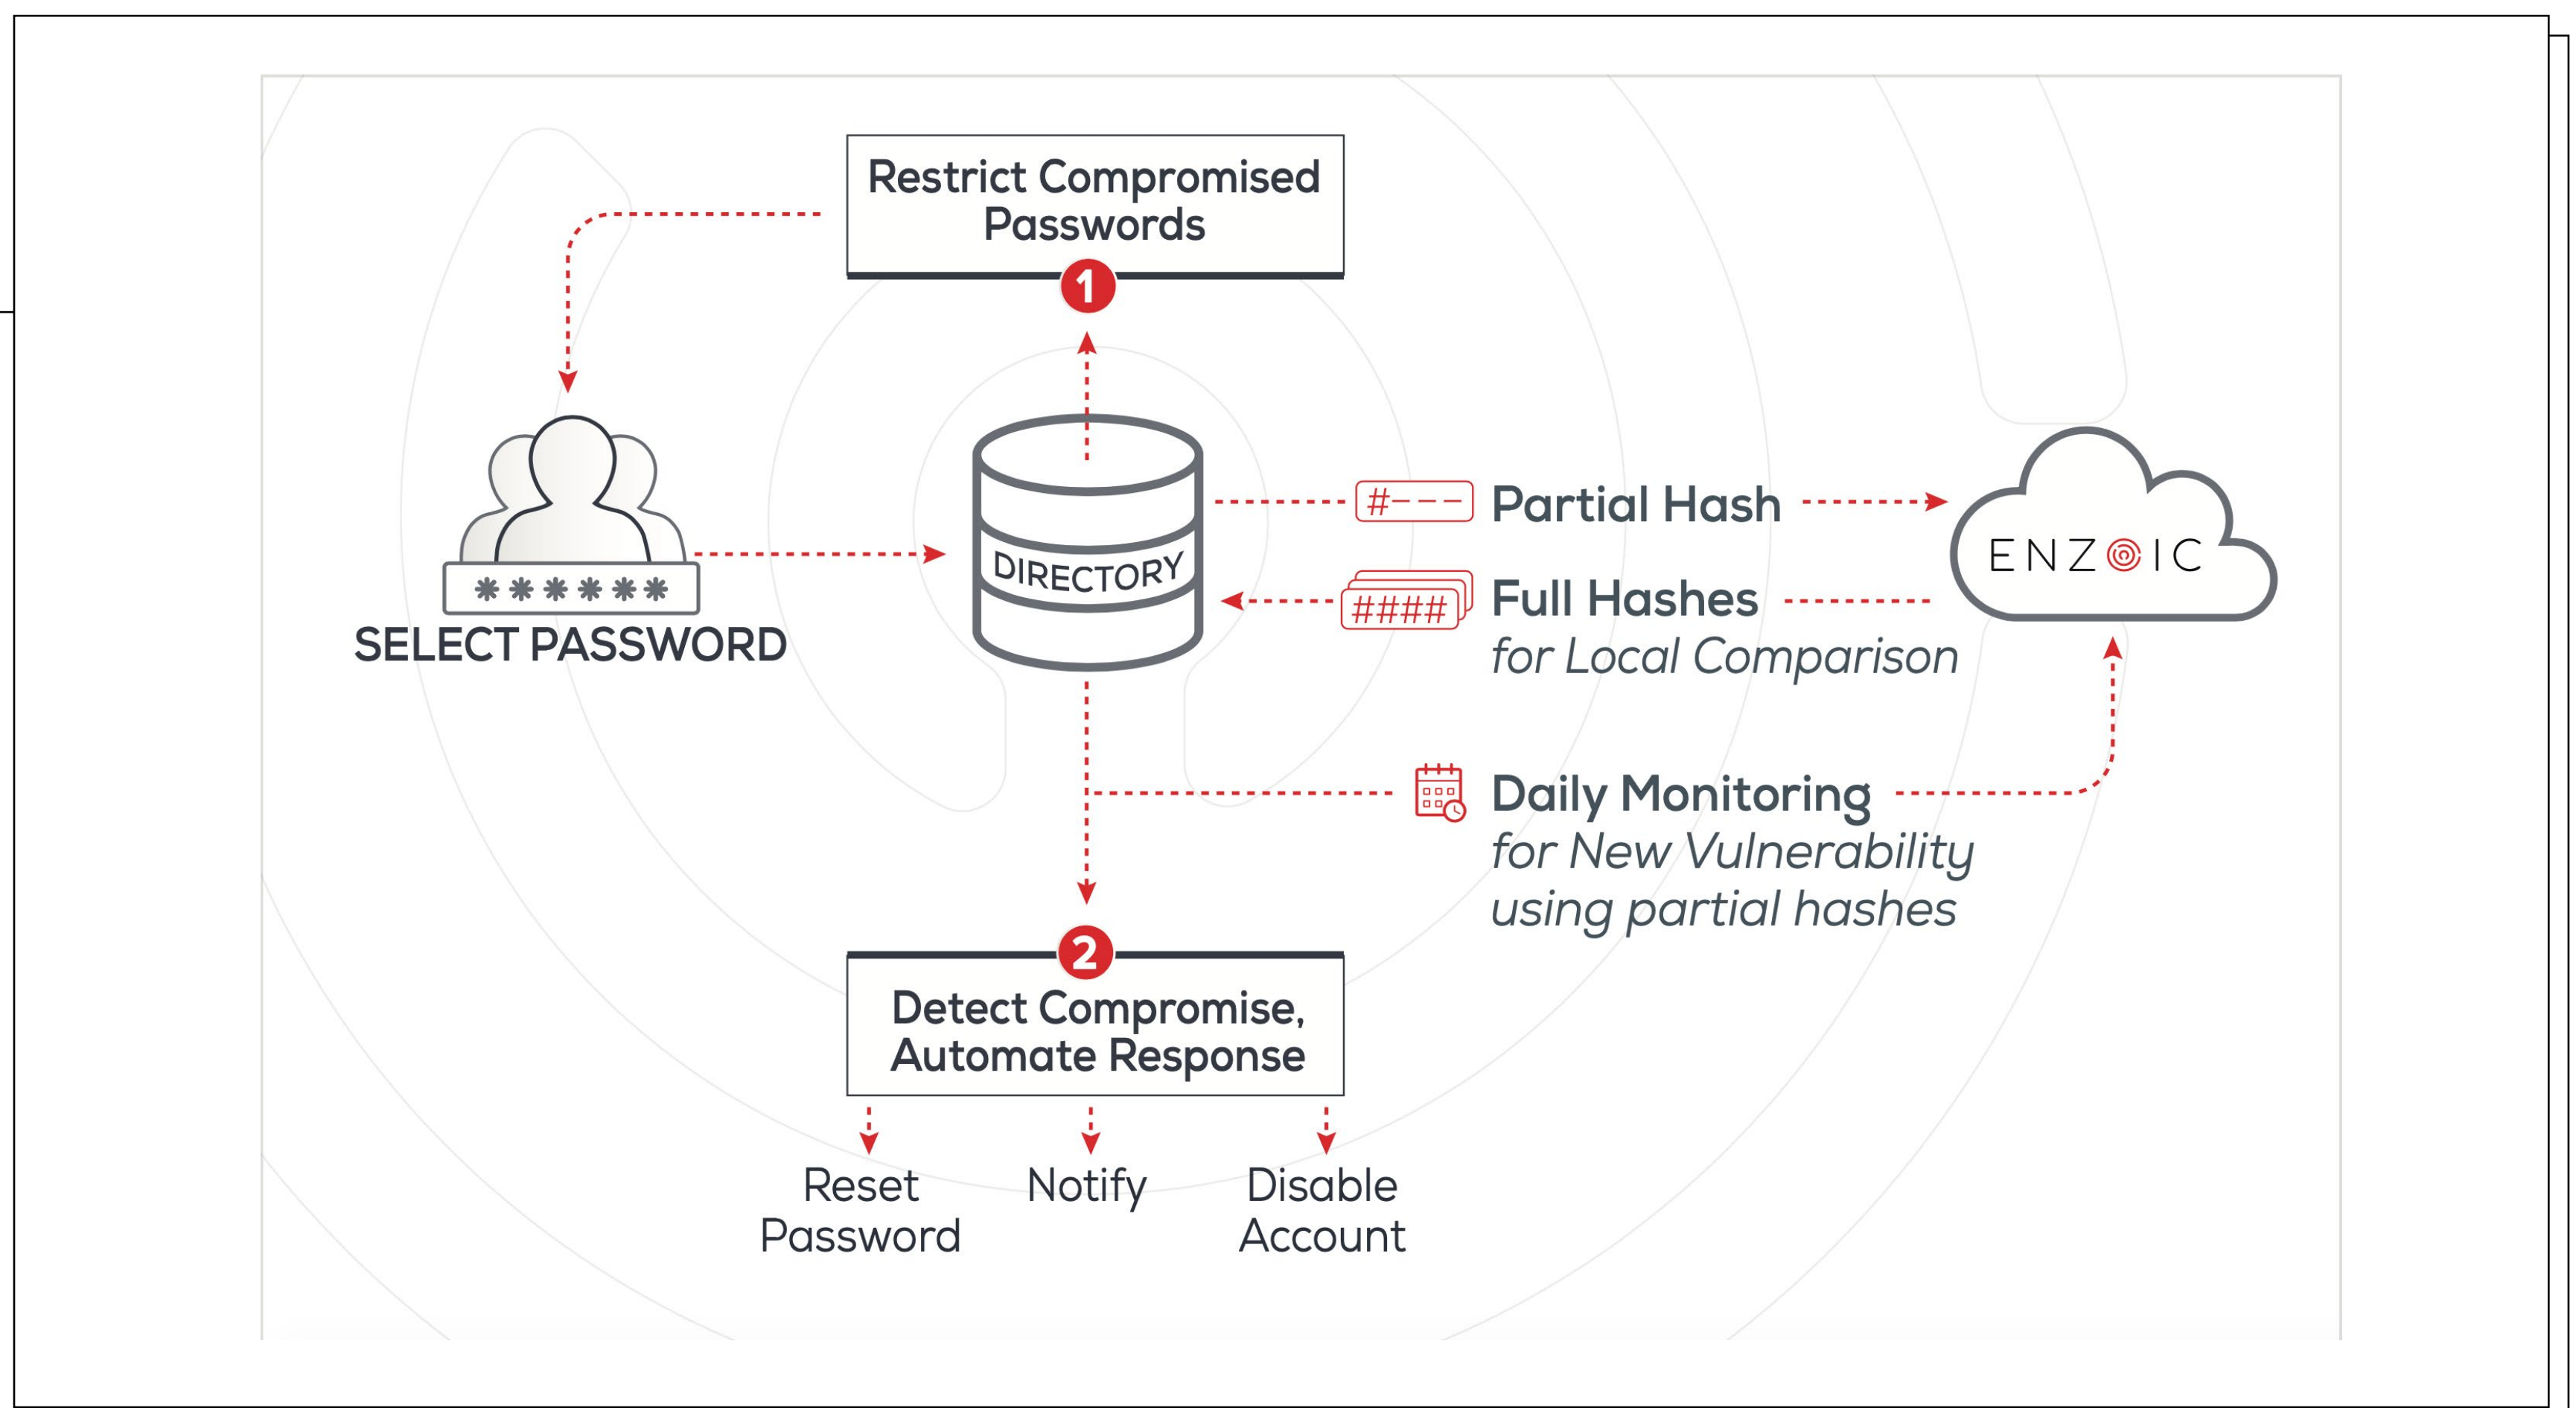 Restrict Compromised
Passwords
1
SELECT PASSWORD
* * * * * *
DIRECTORY
#--- Partial Hash
#### Full Hashes
for Local Comparison
ENZOIC
Daily Monitoring
for New Vulnerability
using partial hashes
2
Detect Compromise,
Automate Response
Reset
Password
Notify
Disable
Account